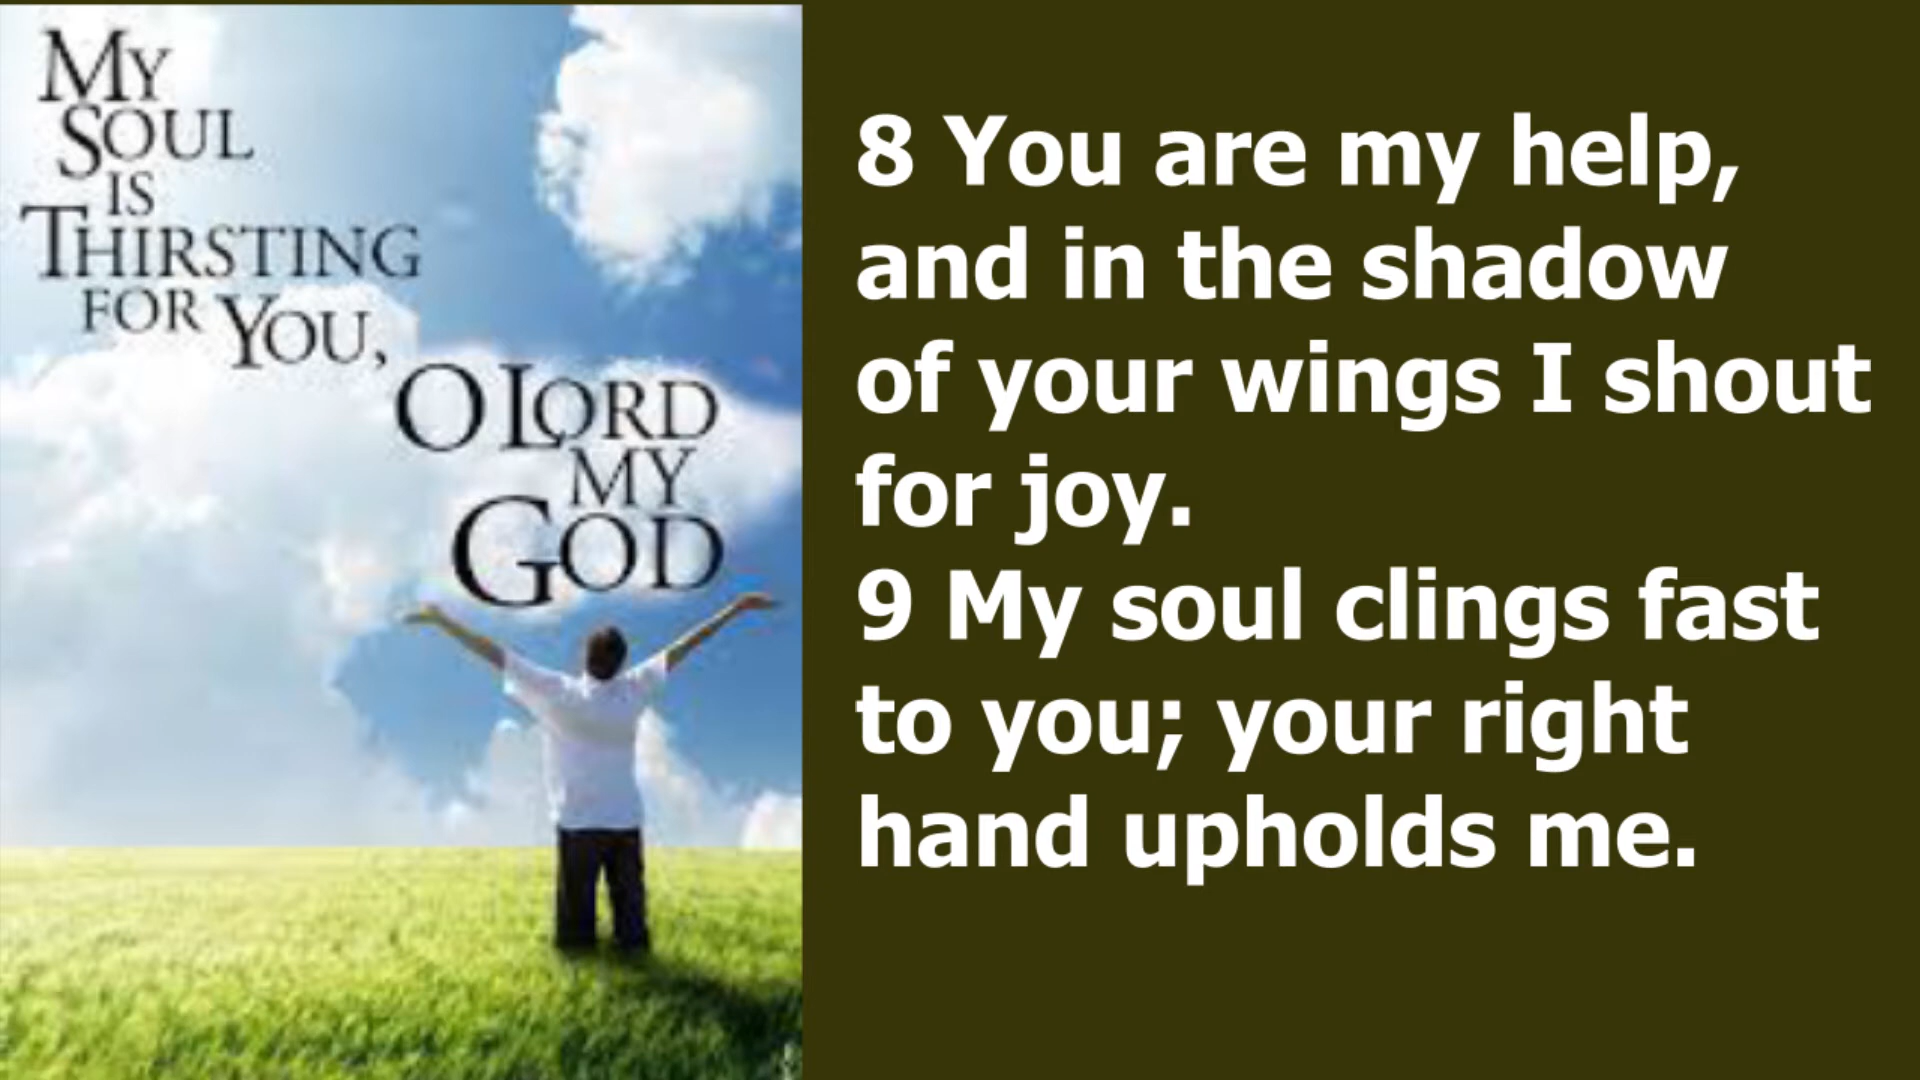 MY
SOUL
IS
THIRSTING
FOR YOU,
O LORD
MY
GOD
8 You are my help,
and in the shadow
of your wings I shout
for joy.
9 My soul clings fast
to you; your right
hand upholds me.